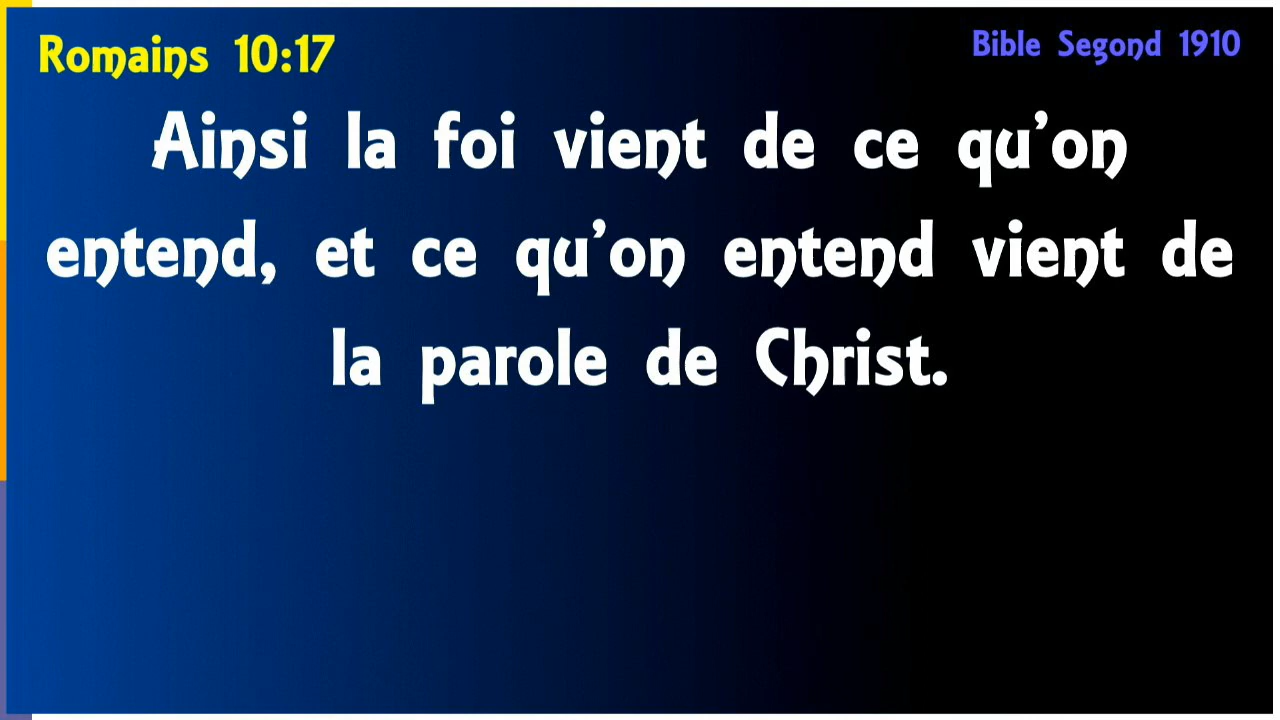 Romains 10:17
Bible Segond 1910
Ainsi la foi vient de ce qu'on
entend, et ce qu'on entend vient de
la parole de Christ.